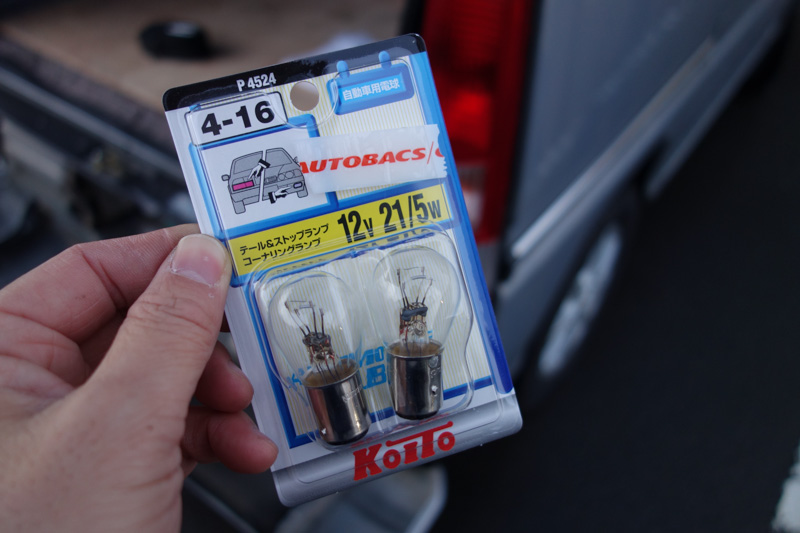 P4524
4-16
自動車用電球
AUTOBACS/
テール&ストップランプ
コーナリングランプ
12V 21/5W
KOITO